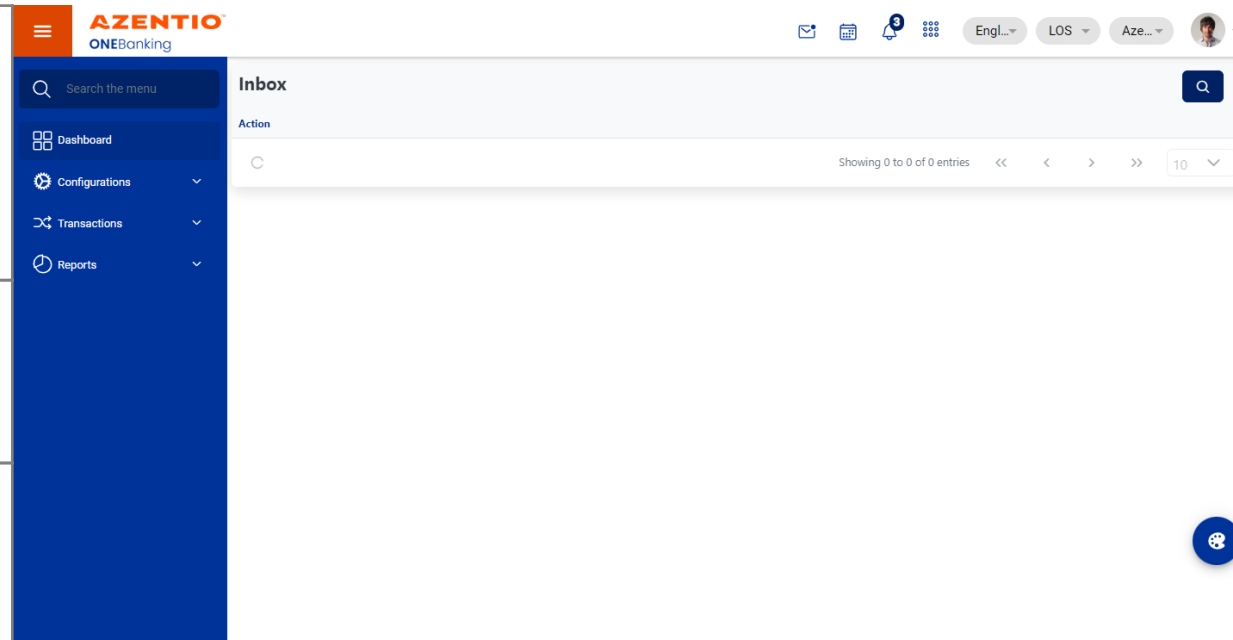 AZENTIO
ONEBanking
3
Engl...
LOS
Aze...
Search the menu
Inbox
Dashboard
Action
Configurations
Showing 0 to 0 of 0 entries
<<
<
>
>>
10
Transactions
Reports